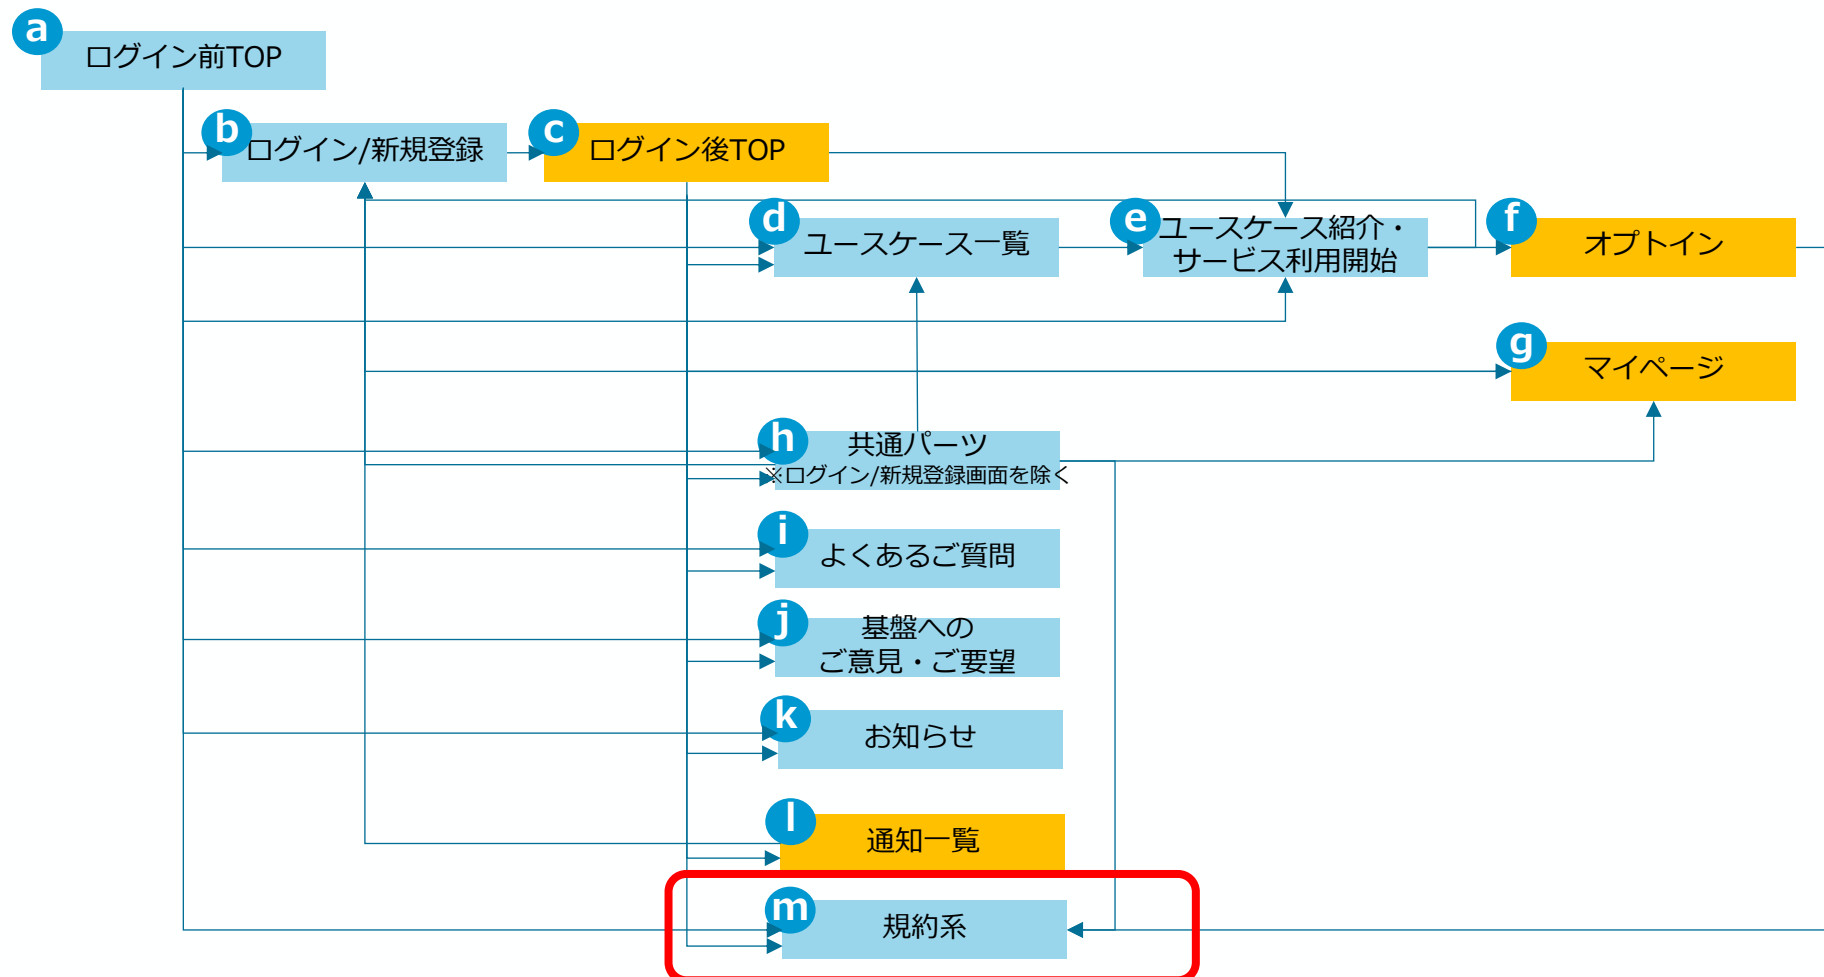 a
ログイン前TOP
b
ログイン/新規登録
c
ログイン後TOP
d
ユースケース一覧
e
ユースケース紹介・
サービス利用開始
f
オプトイン
g
マイページ
h
共通パーツ
※ログイン/新規登録画面を除く
i
よくあるご質問
j
基盤への
ご意見・ご要望
k
お知らせ
l
通知一覧
m
規約系